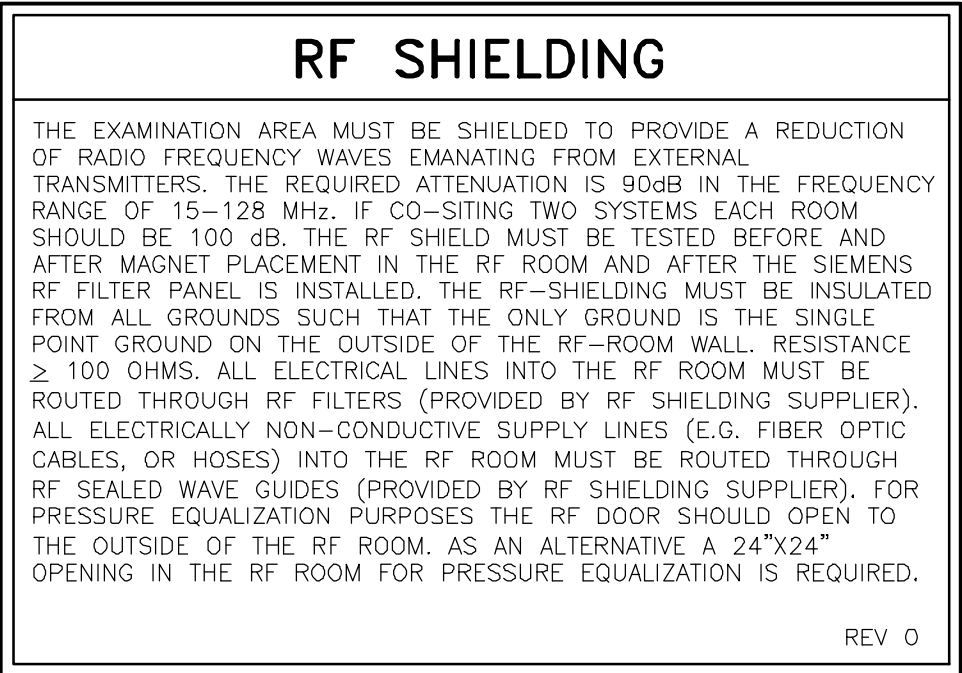 RF SHIELDING
THE EXAMINATION AREA MUST BE SHIELDED TO PROVIDE A REDUCTION
OF RADIO FREQUENCY WAVES EMANATING FROM EXTERNAL
TRANSMITTERS. THE REQUIRED ATTENUATION IS 90dB IN THE FREQUENCY
RANGE OF 15-128 MHz. IF CO-SITING TWO SYSTEMS EACH ROOM
SHOULD BE 100 dB. THE RF SHIELD MUST BE TESTED BEFORE AND
AFTER MAGNET PLACEMENT IN THE RF ROOM AND AFTER THE SIEMENS
RF FILTER PANEL IS INSTALLED. THE RF-SHIELDING MUST BE INSULATED
FROM ALL GROUNDS SUCH THAT THE ONLY GROUND IS THE SINGLE
POINT GROUND ON THE OUTSIDE OF THE RF-ROOM WALL. RESISTANCE
≥ 100 OHMS. ALL ELECTRICAL LINES INTO THE RF ROOM MUST BE
ROUTED THROUGH RF FILTERS (PROVIDED BY RF SHIELDING SUPPLIER).
ALL ELECTRICALLY NON-CONDUCTIVE SUPPLY LINES (E.G. FIBER OPTIC
CABLES, OR HOSES) INTO THE RF ROOM MUST BE ROUTED THROUGH
RF SEALED WAVE GUIDES (PROVIDED BY RF SHIELDING SUPPLIER). FOR
PRESSURE EQUALIZATION PURPOSES THE RF DOOR SHOULD OPEN TO
THE OUTSIDE OF THE RF ROOM. AS AN ALTERNATIVE A 24"X24"
OPENING IN THE RF ROOM FOR PRESSURE EQUALIZATION IS REQUIRED.
REV 0